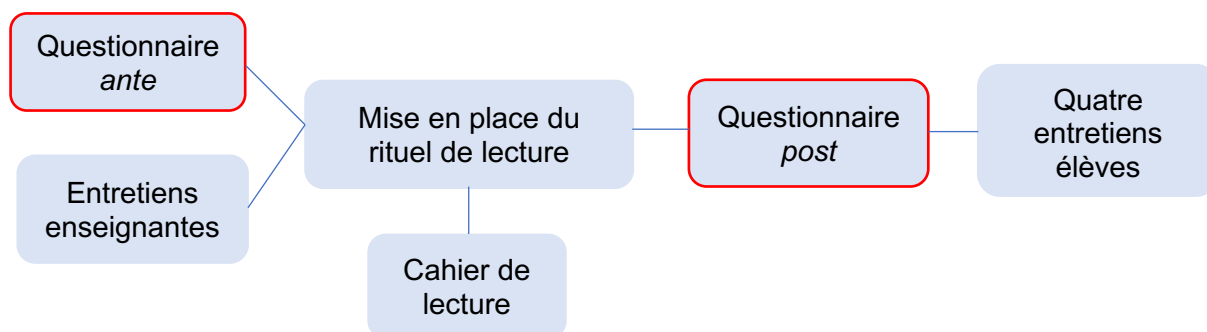 Questionnaire
ante
Entretiens
enseignantes
Mise en place du
rituel de lecture
Cahier de
lecture
Questionnaire
post
Quatre
entretiens
élèves